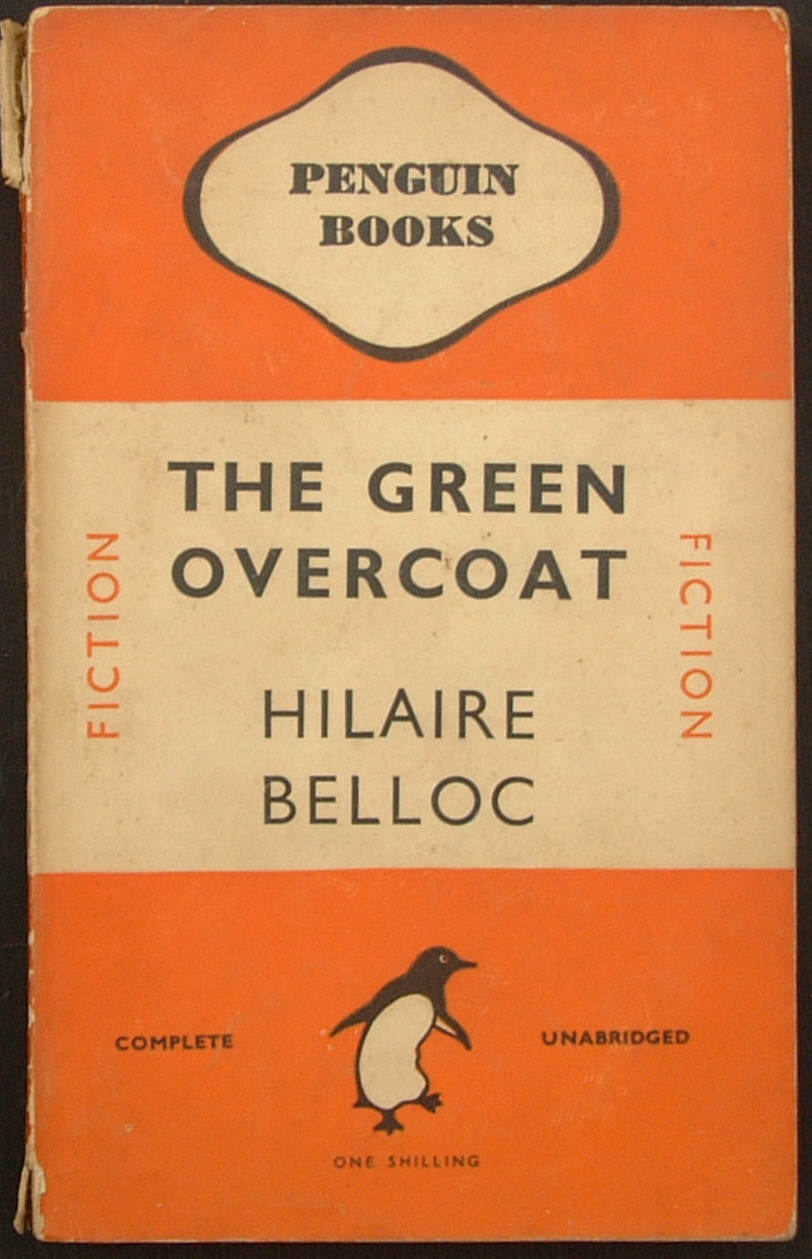 PENGUIN
BOOKS
THE GREEN
OVERCOAT
FICTION
FICTION
HILAIRE
BELLOC
COMPLETE
UNABRIDGED
ONE SHILLING